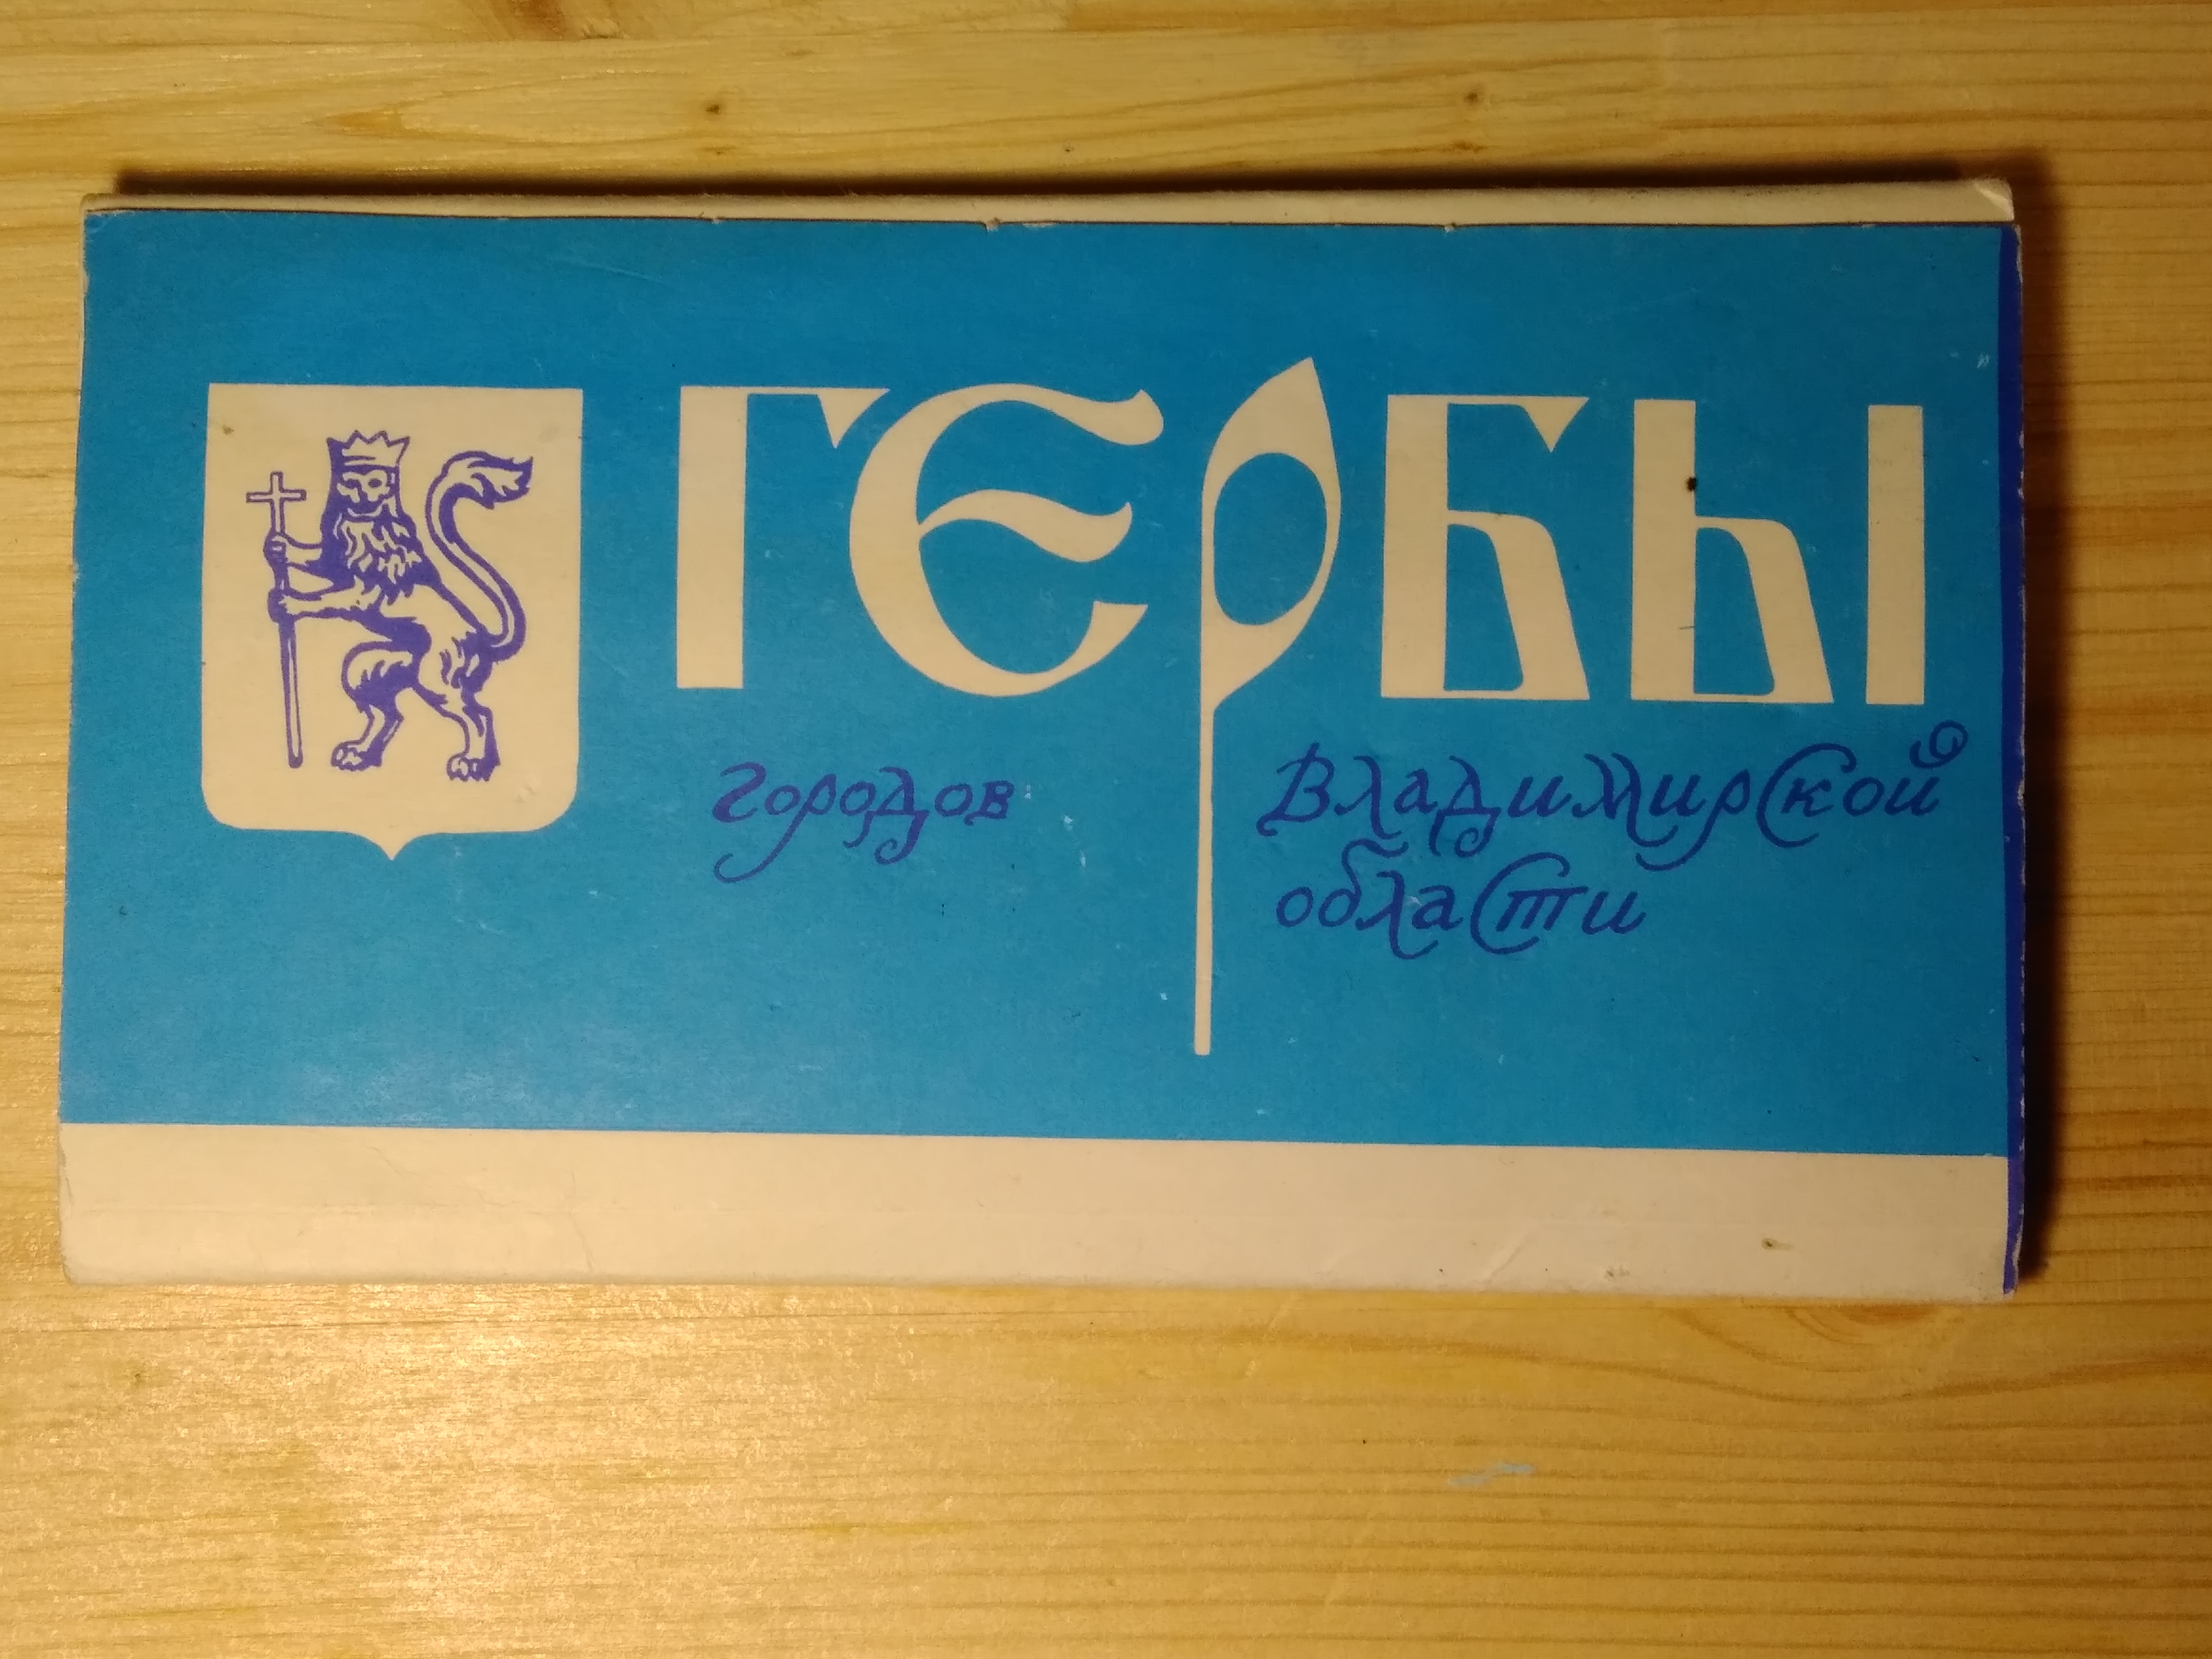 ГЕРБЫ
городов Владимирской
области